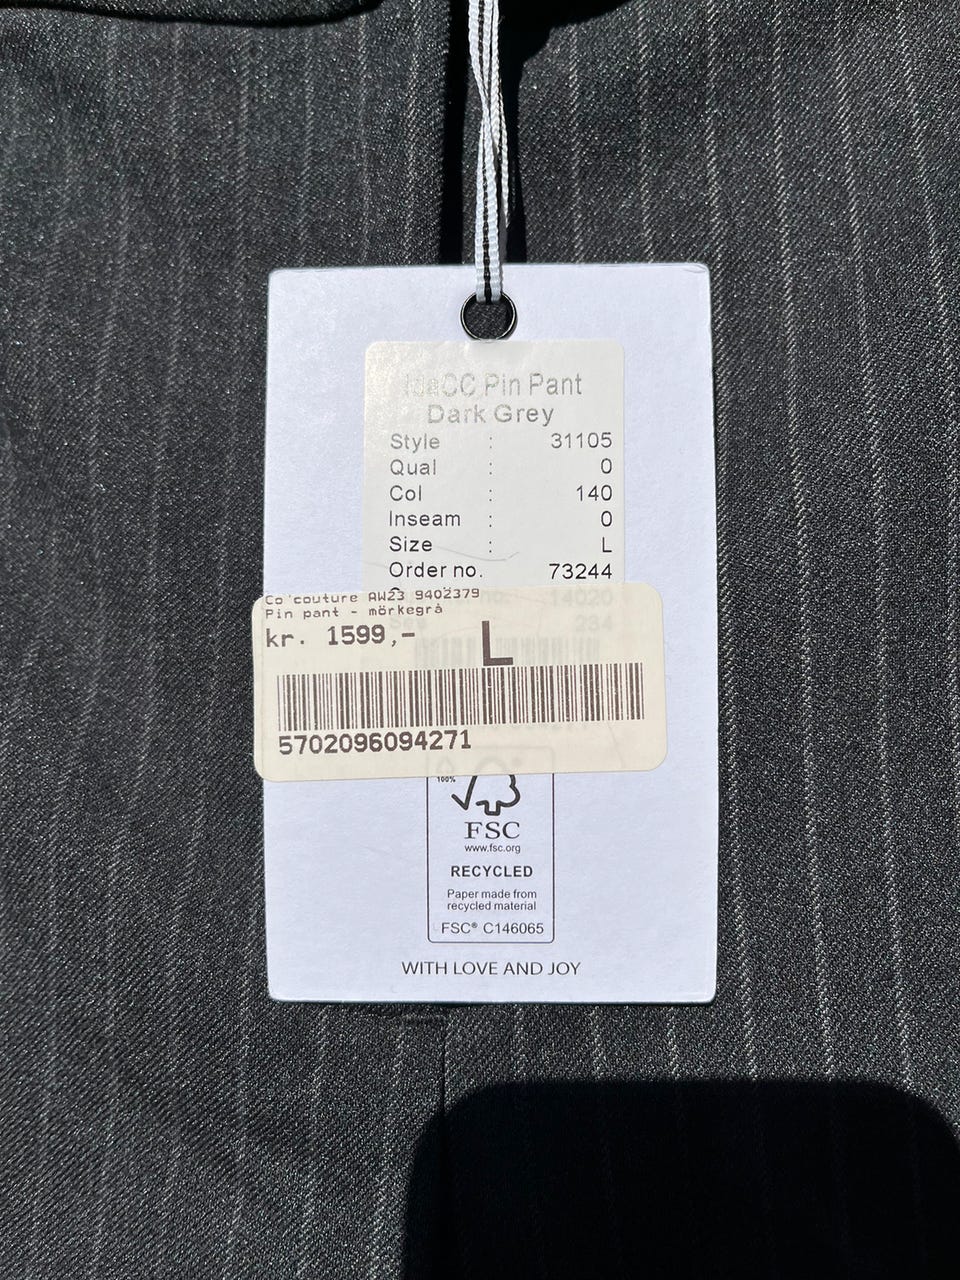 IdaCC Pin Pant
Dark Grey
Style : 31105
Qual : 0
Col : 140
Inseam : 0
Size : L
Order no. 73244
14020
234
Co'couture AW23 9402379
Pin pant - mörkegrå
kr. 1599,-
L
5702096094271
100%
FSC
www.fsc.org
RECYCLED
Paper made from
recycled material
FSC® C146065
WITH LOVE AND JOY